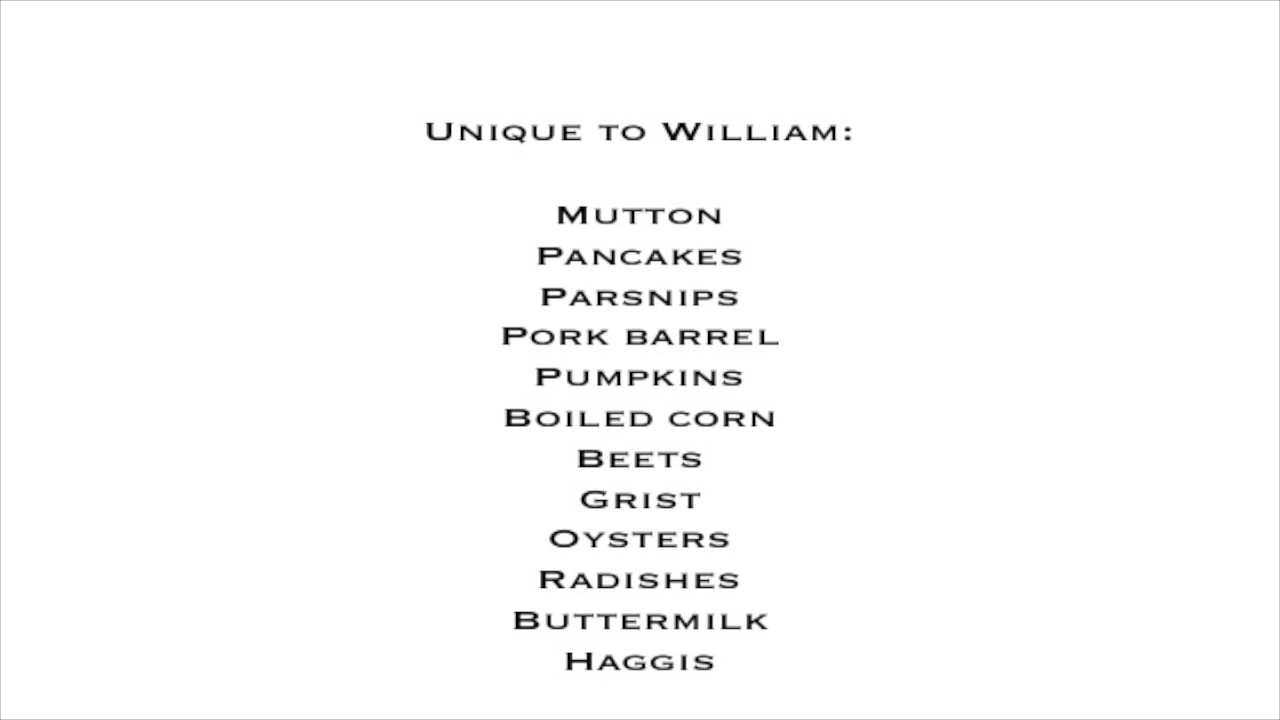 Unique to William:
Mutton
Pancakes
Parsnips
Pork barrel
Pumpkins
Boiled corn
Beets
Grist
Oysters
Radishes
Buttermilk
Haggis